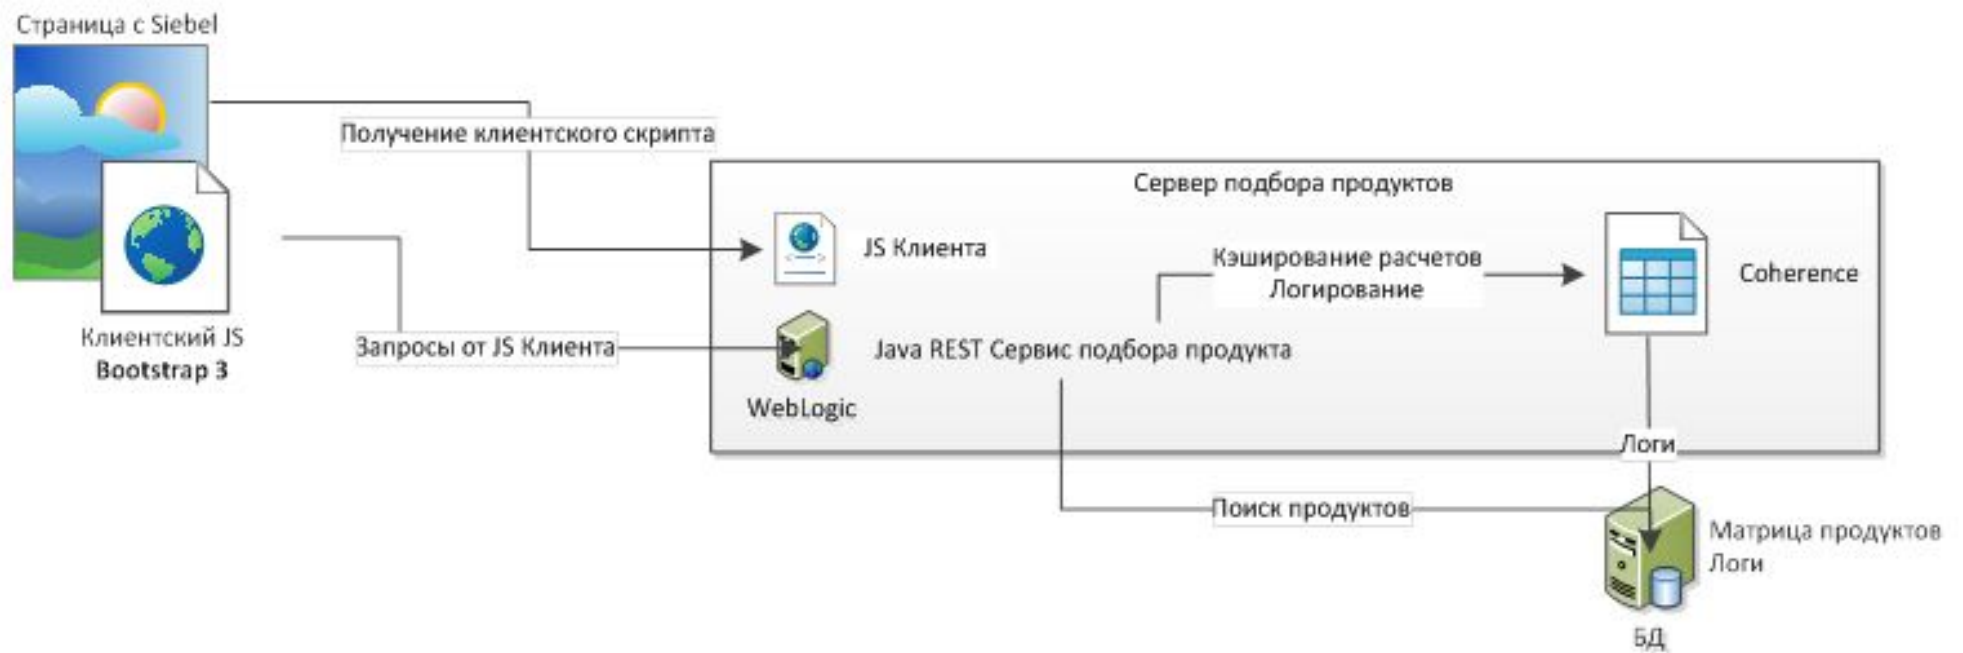 Страница с Siebel
Получение клиентского скрипта
Сервер подбора продуктов
JS Клиента
Кэширование расчетов
Логирование
Coherence
Клиентский JS
Bootstrap 3
Запросы от JS Клиента
Java REST Сервис подбора продукта
WebLogic
Логи
Поиск продуктов
Матрица продуктов
Логи
БД